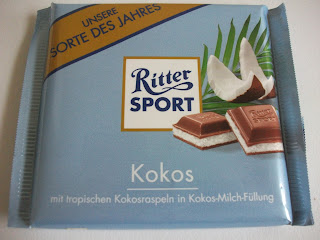 UNSERE
SORTE DES JAHRES
Ritter
SPORT
Kokos
mit tropischen Kokosraspeln in Kokos-Milch-Füllung